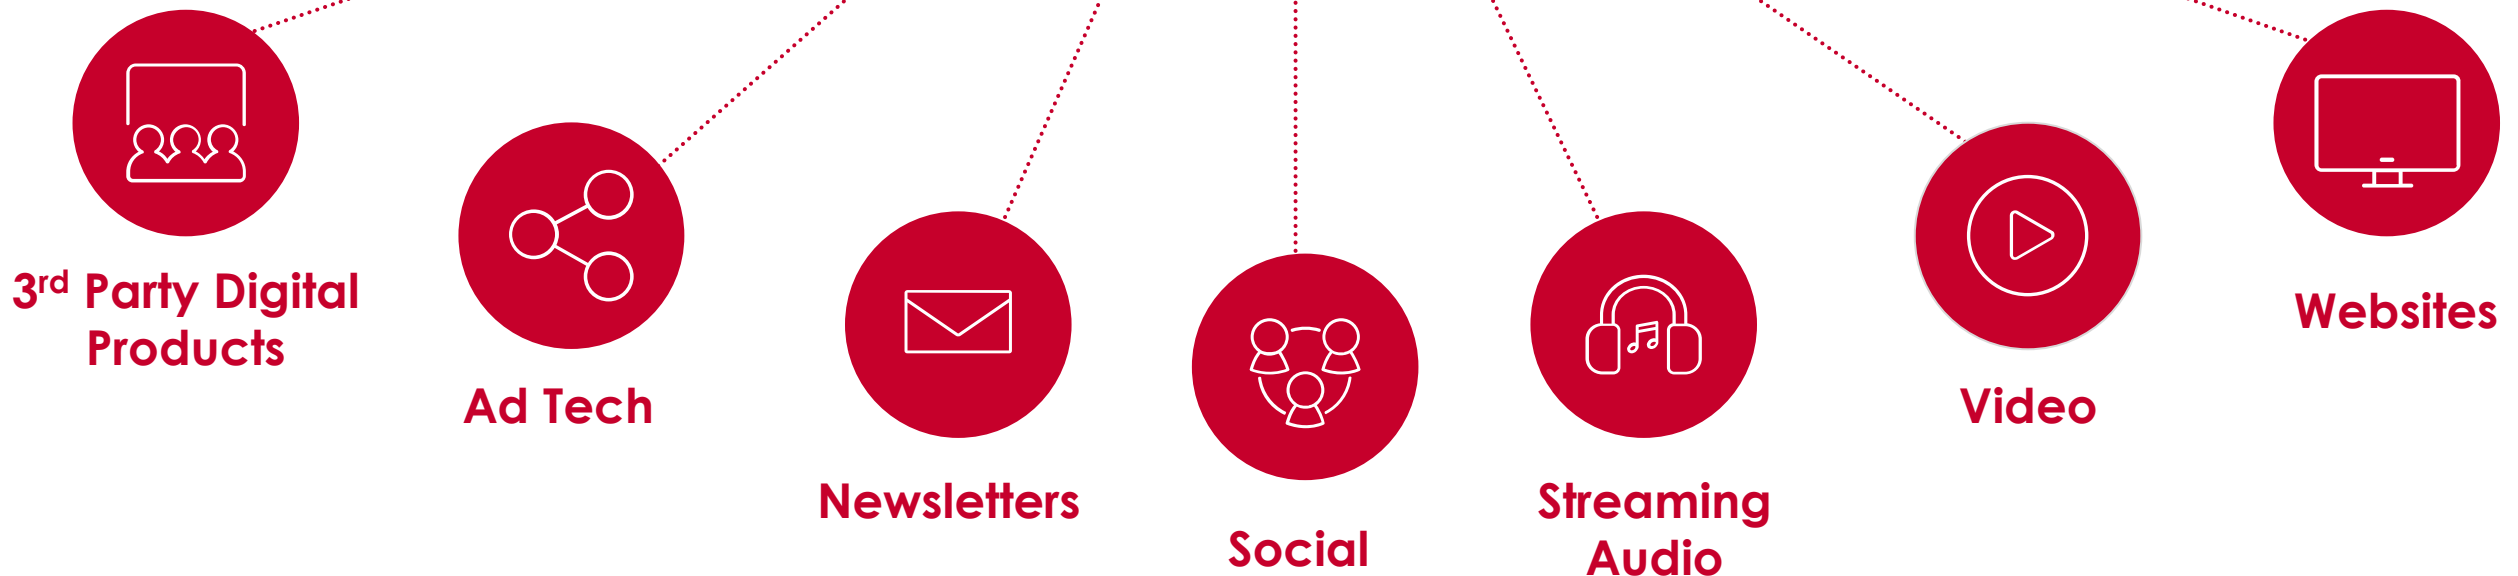 3rd Party Digital
Products
Ad Tech
Newsletters
Social
Streaming
Audio
Video
Websites